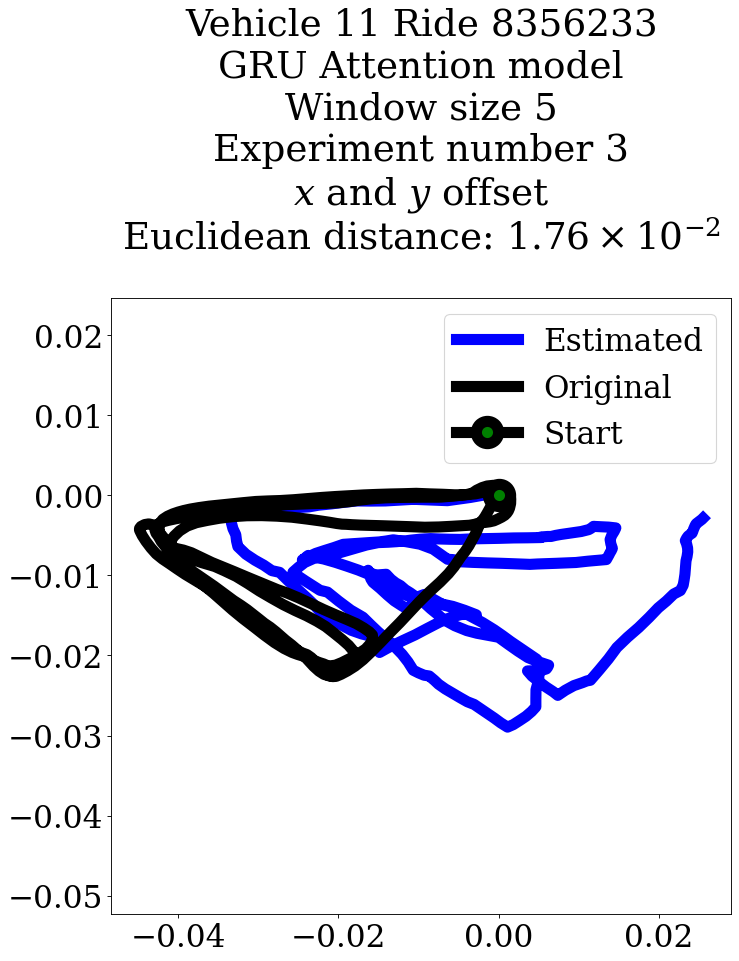 Vehicle 11 Ride 8356233
GRU Attention model
Window size 5
Experiment number 3
x and y offset
Euclidean distance: 1.76 × 10⁻²
Estimated
Original
Start
0.02
0.01
0.00
−0.01
−0.02
−0.03
−0.04
−0.05
−0.04 −0.02 0.00 0.02